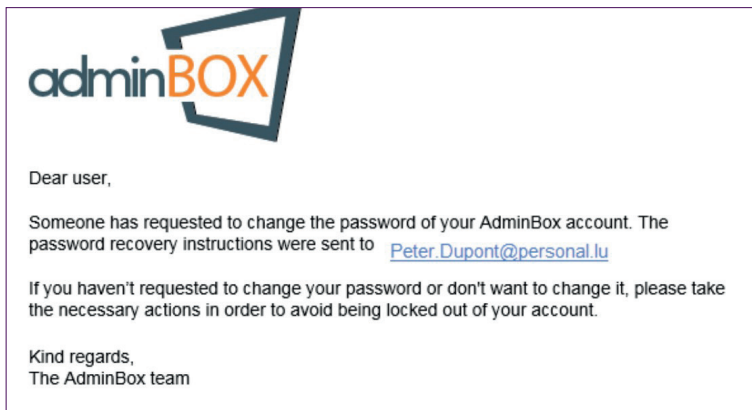 adminBOX
Dear user,
Someone has requested to change the password of your AdminBox account. The
password recovery instructions were sent to Peter.Dupont@personal.lu
If you haven't requested to change your password or don't want to change it, please take
the necessary actions in order to avoid being locked out of your account.
Kind regards,
The AdminBox team